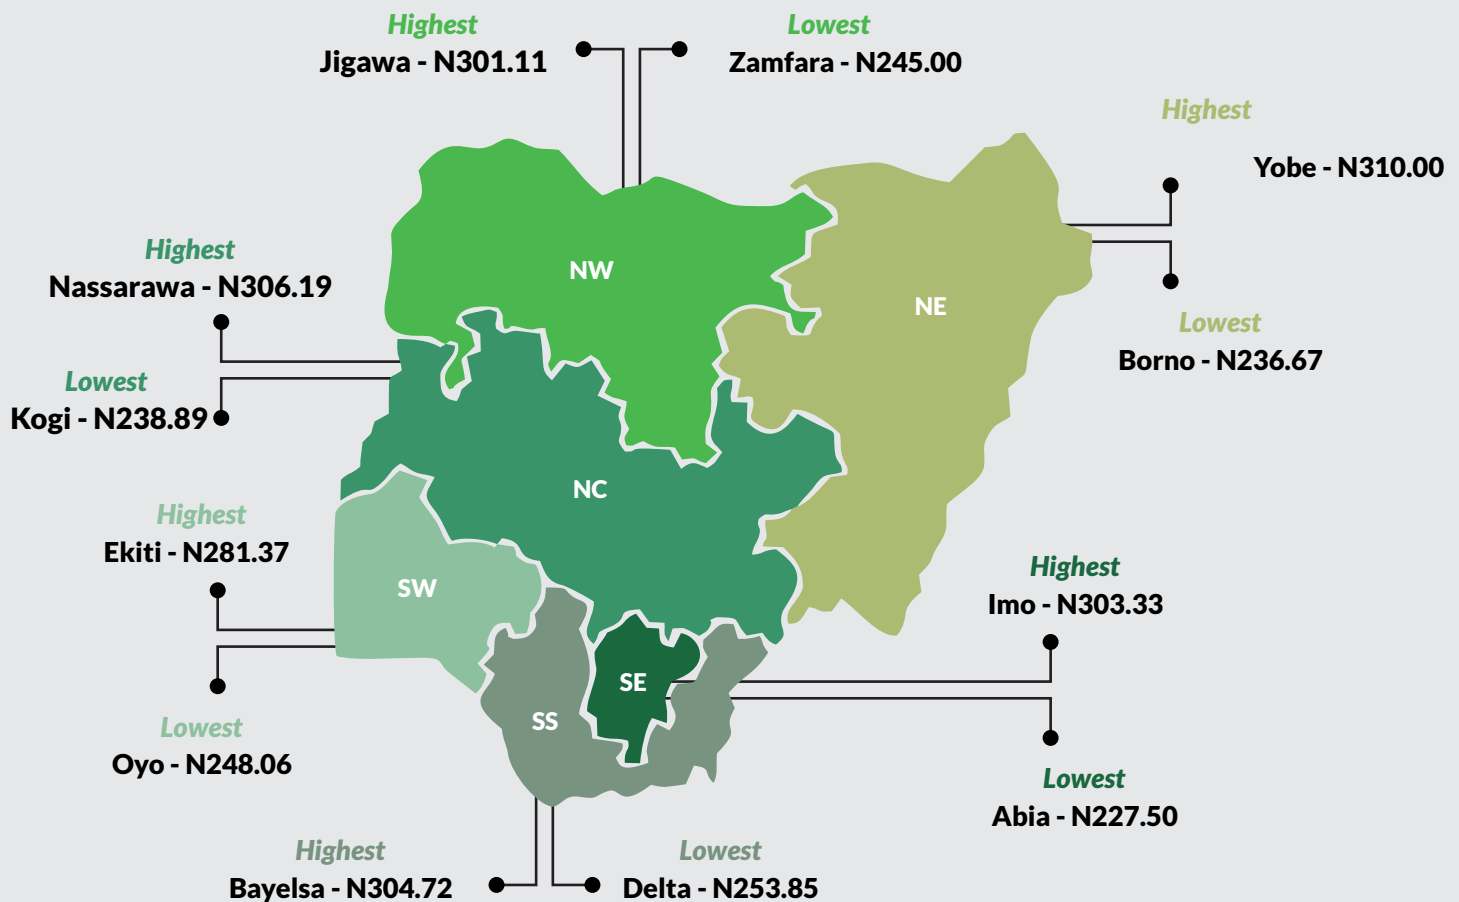 Highest
Jigawa - N301.11
Lowest
Zamfara - N245.00
Highest
Yobe - N310.00
Highest
Nassarawa - N306.19
NW
NE
Lowest
Borno - N236.67
Lowest
Kogi - N238.89
NC
Highest
Ekiti - N281.37
SW
Highest
Imo - N303.33
SE
SS
Lowest
Oyo - N248.06
Lowest
Abia - N227.50
Highest
Bayelsa - N304.72
Lowest
Delta - N253.85